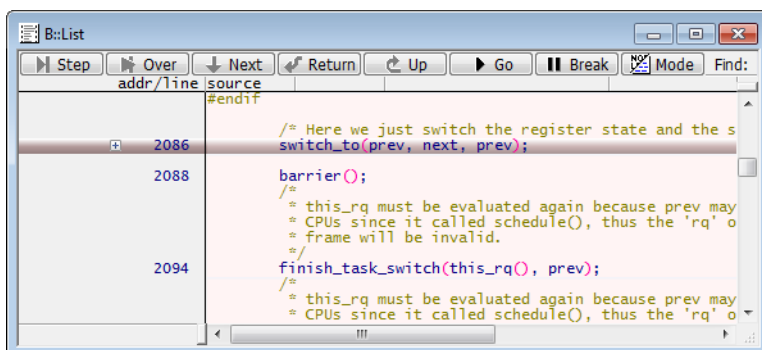 B::List
Step Over Next Return Up Go Break Mode Find:
addr/line source
#endif
/* Here we just switch the register state and the s
2086 switch_to(prev, next, prev);
2088 barrier();
/*
* this_rq must be evaluated again because prev may
* CPUs since it called schedule(), thus the 'rq' o
* frame will be invalid.
*/
2094 finish_task_switch(this_rq(), prev);
/*
* this_rq must be evaluated again because prev may
* CPUs since it called schedule(), thus the 'rq' o